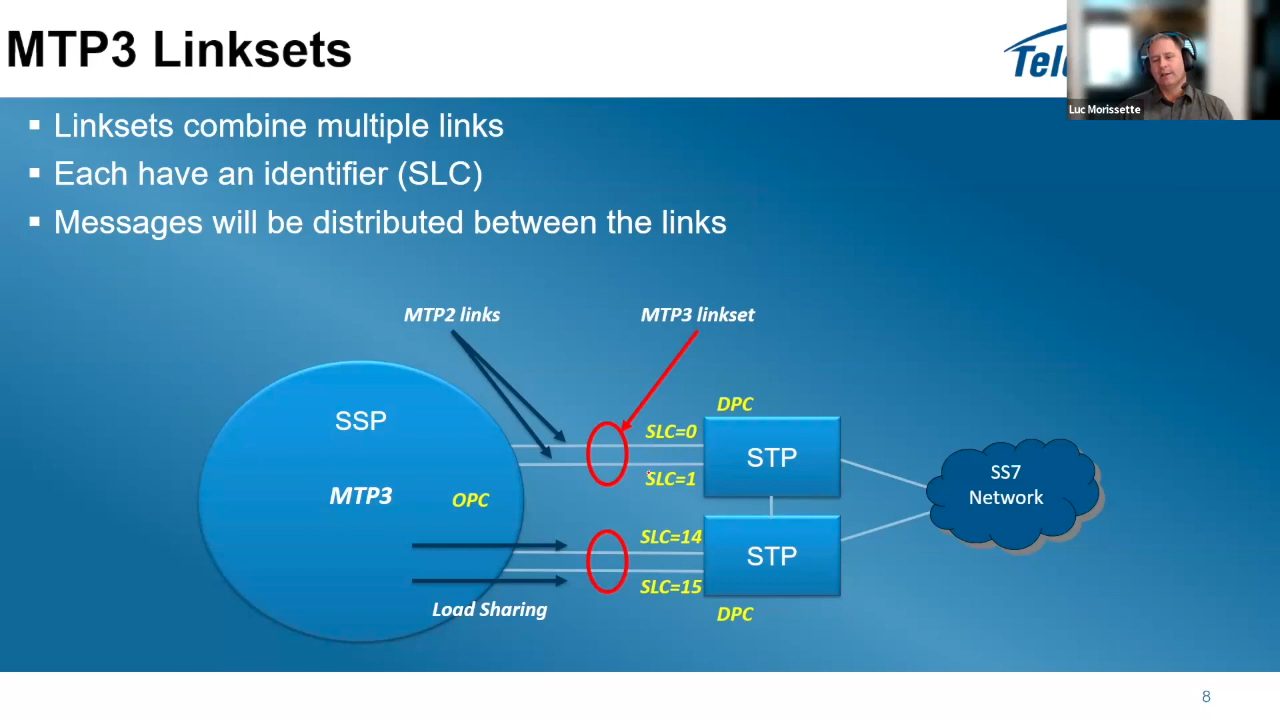 MTP3 Linksets
Luc Morissette
Linksets combine multiple links
Each have an identifier (SLC)
Messages will be distributed between the links
MTP2 links
MTP3 linkset
DPC
SSP
SLC=0
STP
SLC=1
SS7
Network
MTP3
OPC
SLC=14
STP
SLC=15
Load Sharing
DPC
8